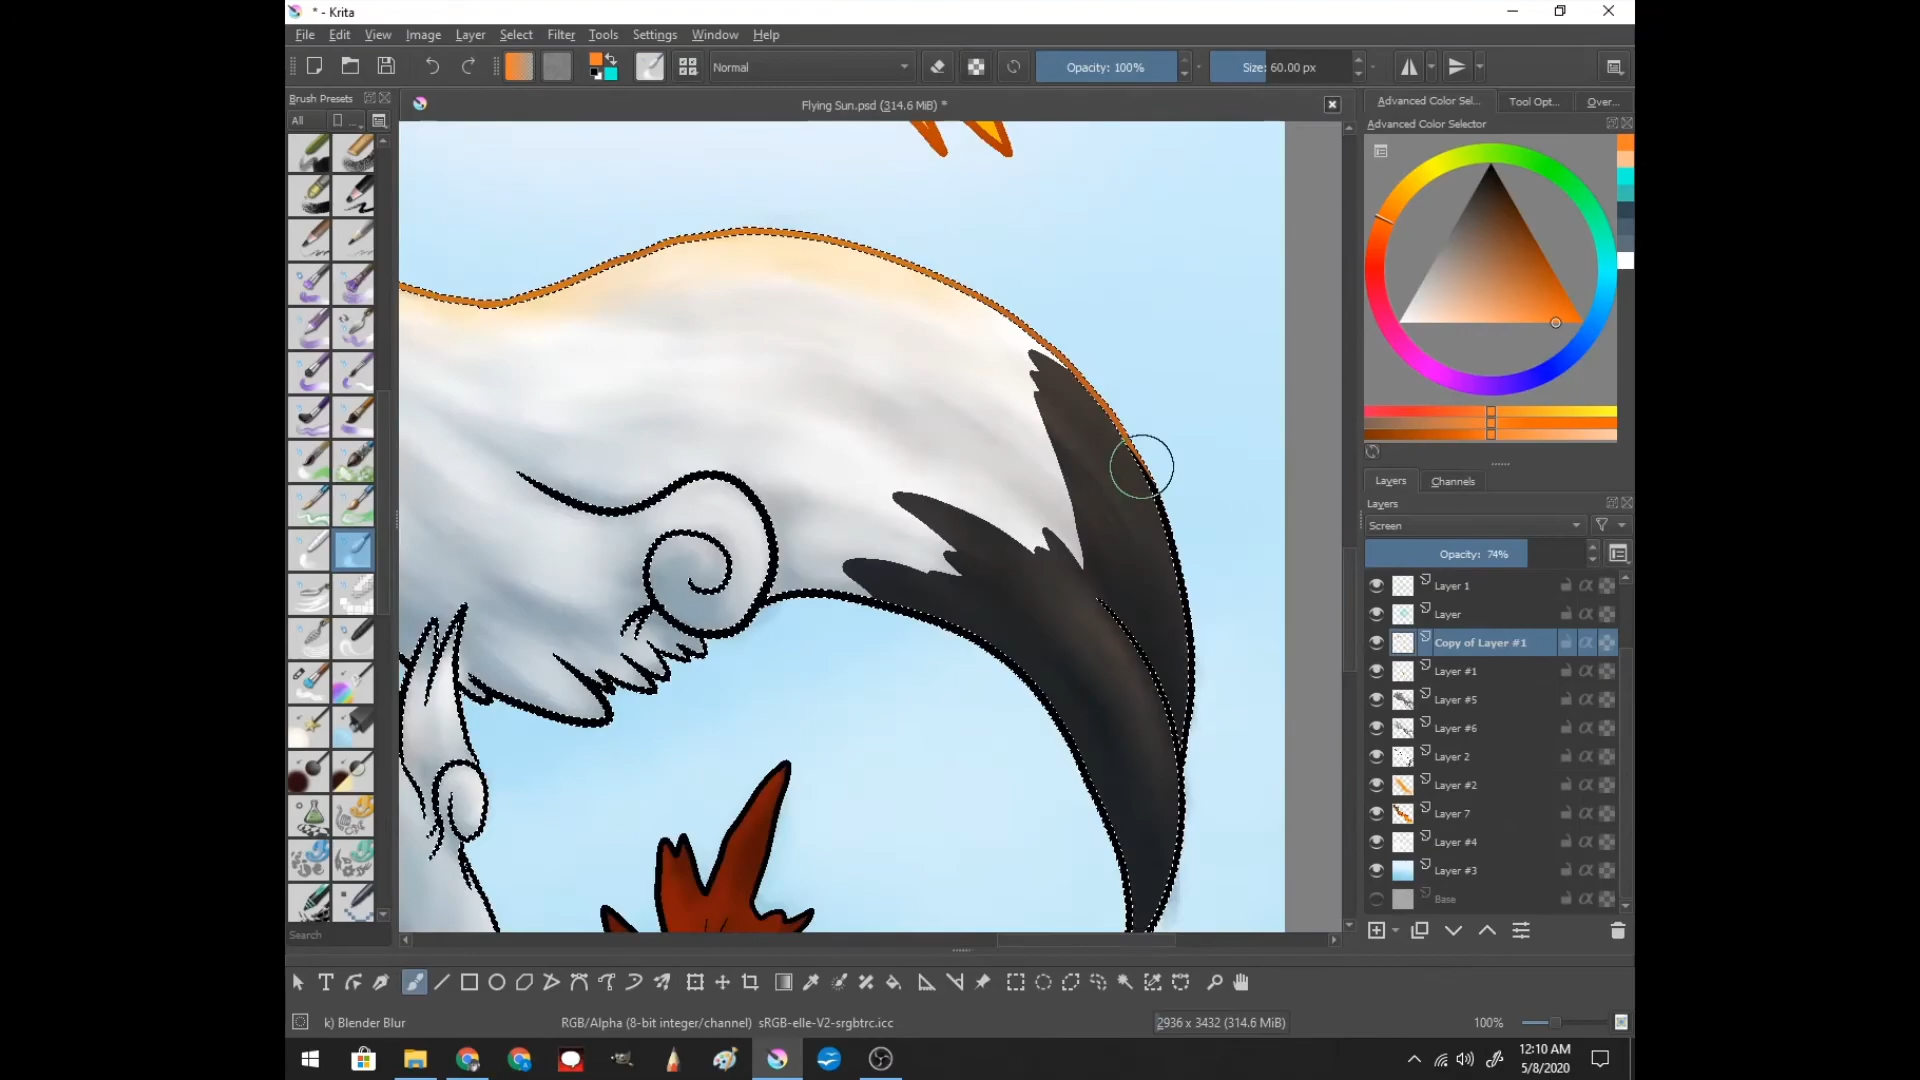 * - Krita
File Edit View Image Layer Select Filter Tools Settings Window Help
Normal
Opacity: 100%
Size: 60.00 px
Brush Presets
Flying Sun.psd (314.6 MiB) *
Advanced Color Sel... Tool Opt... Over...
All
Advanced Color Selector
Layers Channels
Layers
Screen
Opacity: 74%
Layer 1
Layer
Copy of Layer #1
Layer #1
Layer #5
Layer #6
Layer 2
Layer #2
Layer 7
Layer #4
Layer #3
Base
Search
k) Blender Blur
RGB/Alpha (8-bit integer/channel) sRGB-elle-V2-srgbtrc.icc
2936 x 3432 (314.6 MiB)
100%
12:10 AM
5/8/2020